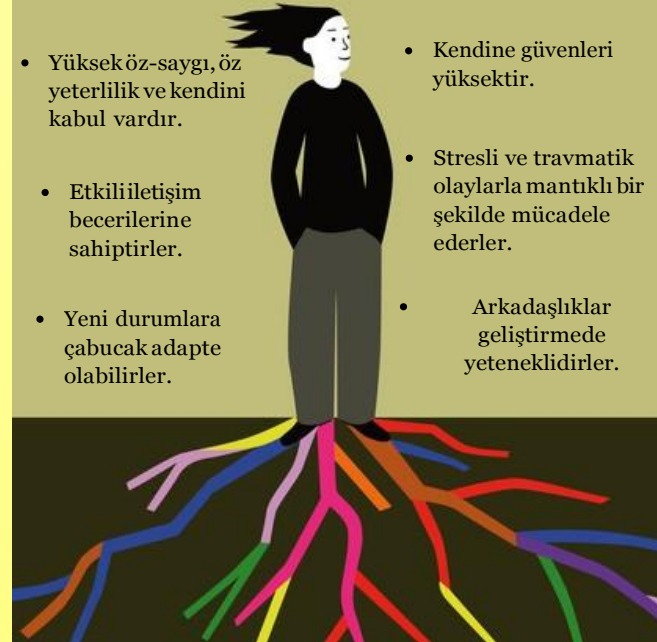 • Yüksek öz-saygı, öz
yeterlilik ve kendini
kabul vardır.
• Etkili iletişim
becerilerine
sahiptirler.
• Yeni durumlara
çabucak adapte
olabilirler.
• Kendine güvenleri
yüksektir.
• Stresli ve travmatik
olaylarla mantıklı bir
şekilde mücadele
ederler.
• Arkadaşlıklar
geliştirmede
yeteneklidirler.